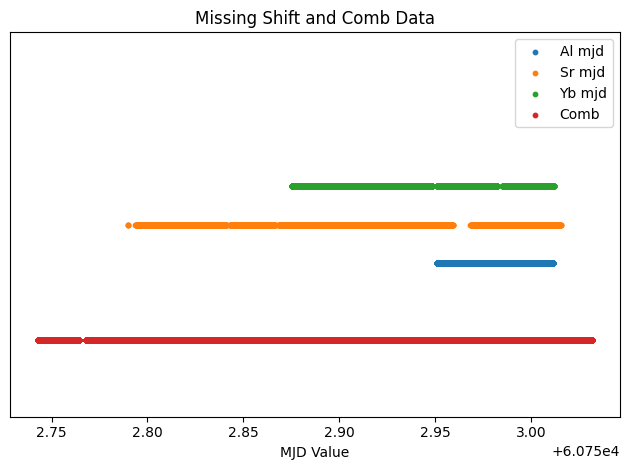 Missing Shift and Comb Data
Al mjd
Sr mjd
Yb mjd
Comb
2.75 2.80 2.85 2.90 2.95 3.00
MJD Value
+6.075e4